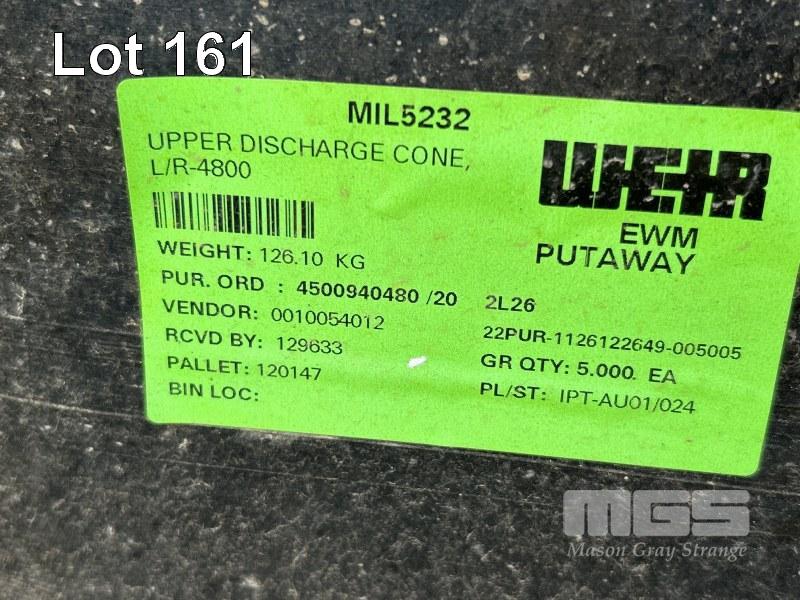 Lot 161
MIL5232
UPPER DISCHARGE CONE,
L/R-4800
WEIR
EWM
PUTAWAY
WEIGHT: 126.10 KG
PUR. ORD : 4500940480 /20 2L26
VENDOR: 0010054012
22PUR-1126122649-005005
RCVD BY: 129633
GR QTY: 5.000 EA
PALLET: 120147
PL/ST: IPT-AU01/024
BIN LOC:
MGS
Mason Gray Strange